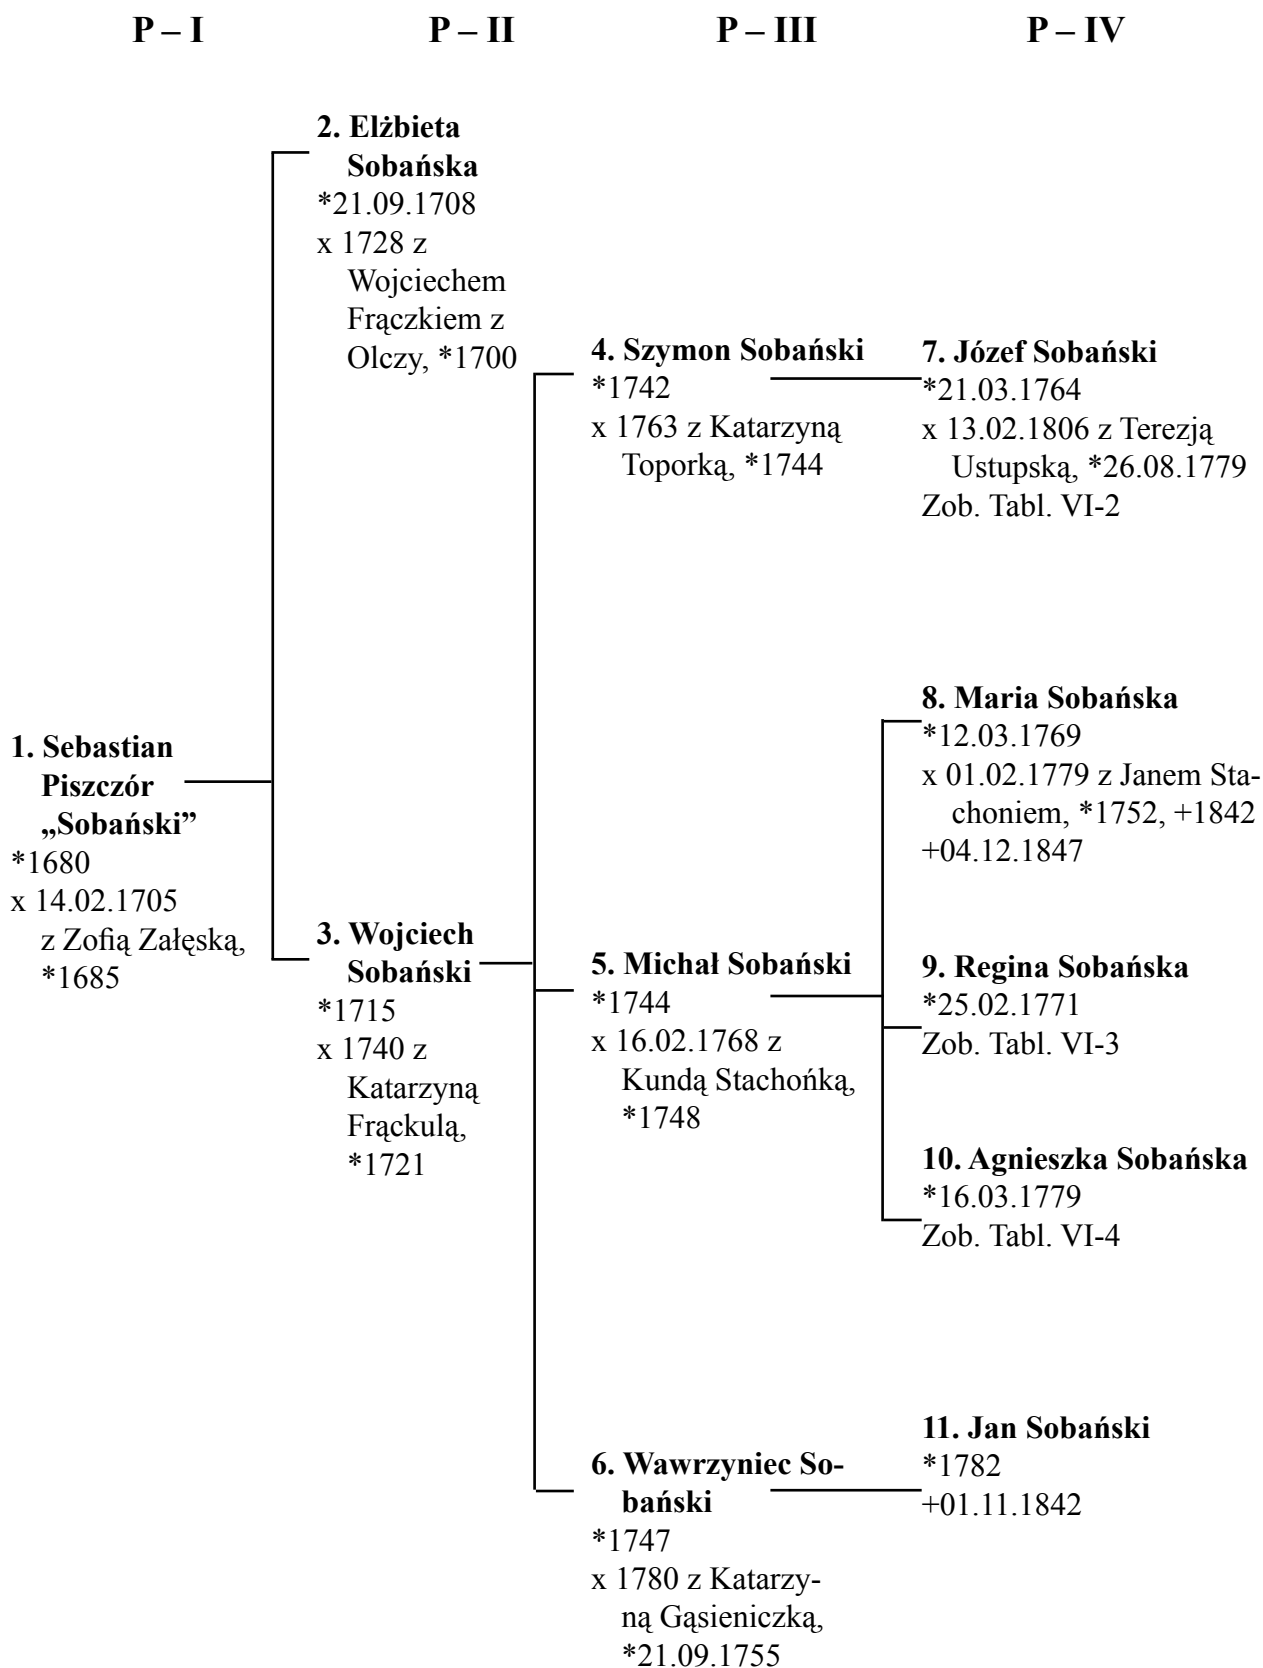 P – I P – II P – III P – IV
1. Sebastian
Piszczór
„Sobański”
*1680
x 14.02.1705
z Zofią Załęską,
*1685
2. Elżbieta
Sobańska
*21.09.1708
x 1728 z
Wojciechem
Frączkiem z
Olczy, *1700
3. Wojciech
Sobański
*1715
x 1740 z
Katarzyną
Frąckulą,
*1721
4. Szymon Sobański
*1742
x 1763 z Katarzyną
Toporką, *1744
5. Michał Sobański
*1744
x 16.02.1768 z
Kundą Stachońką,
*1748
6. Wawrzyniec So-
bański
*1747
x 1780 z Katarzy-
ną Gąsieniczką,
*21.09.1755
7. Józef Sobański
*21.03.1764
x 13.02.1806 z Terezją
Ustupską, *26.08.1779
Zob. Tabl. VI-2
8. Maria Sobańska
*12.03.1769
x 01.02.1779 z Janem Sta-
choniem, *1752, +1842
+04.12.1847
9. Regina Sobańska
*25.02.1771
Zob. Tabl. VI-3
10. Agnieszka Sobańska
*16.03.1779
Zob. Tabl. VI-4
11. Jan Sobański
*1782
+01.11.1842